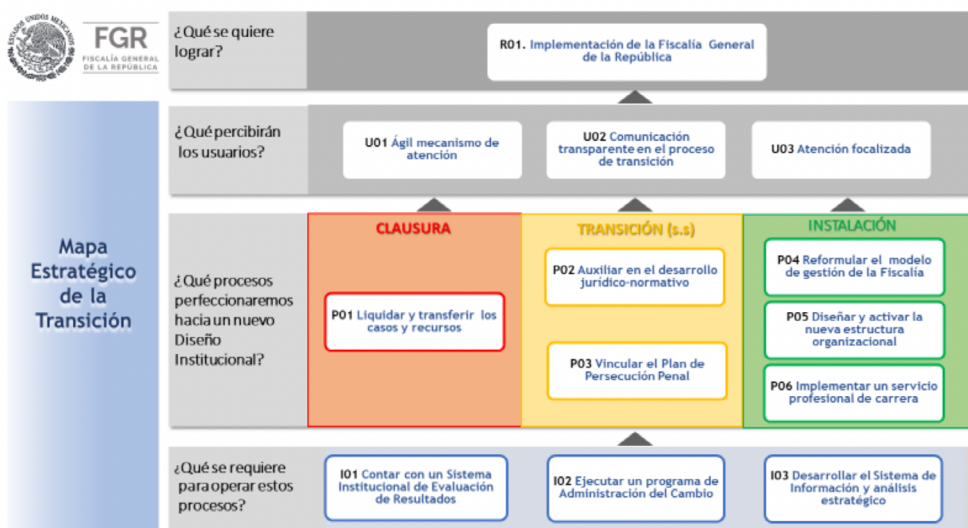 ESTADOS UNIDOS MEXICANOS
FGR
FISCALÍA GENERAL
DE LA REPÚBLICA
¿Qué se quiere
lograr?
R01. Implementación de la Fiscalía General
de la República
Mapa
Estratégico
de la
Transición
¿Qué percibirán
los usuarios?
U01 Ágil mecanismo de
atención
U02 Comunicación
transparente en el proceso
de transición
U03 Atención focalizada
¿Qué procesos
perfeccionaremos
hacia un nuevo
Diseño
Institucional?
CLAUSURA
P01 Liquidar y transferir los
casos y recursos
TRANSICIÓN (s.s)
P02 Auxiliar en el desarrollo
jurídico-normativo
P03 Vincular el Plan de
Persecución Penal
INSTALACIÓN
P04 Reformular el modelo
de gestión de la Fiscalía
P05 Diseñar y activar la
nueva estructura
organizacional
P06 Implementar un servicio
profesional de carrera
¿Qué se requiere
para operar estos
procesos?
I01 Contar con un Sistema
Institucional de Evaluación
de Resultados
I02 Ejecutar un programa de
Administración del Cambio
I03 Desarrollar el Sistema de
Información y análisis
estratégico